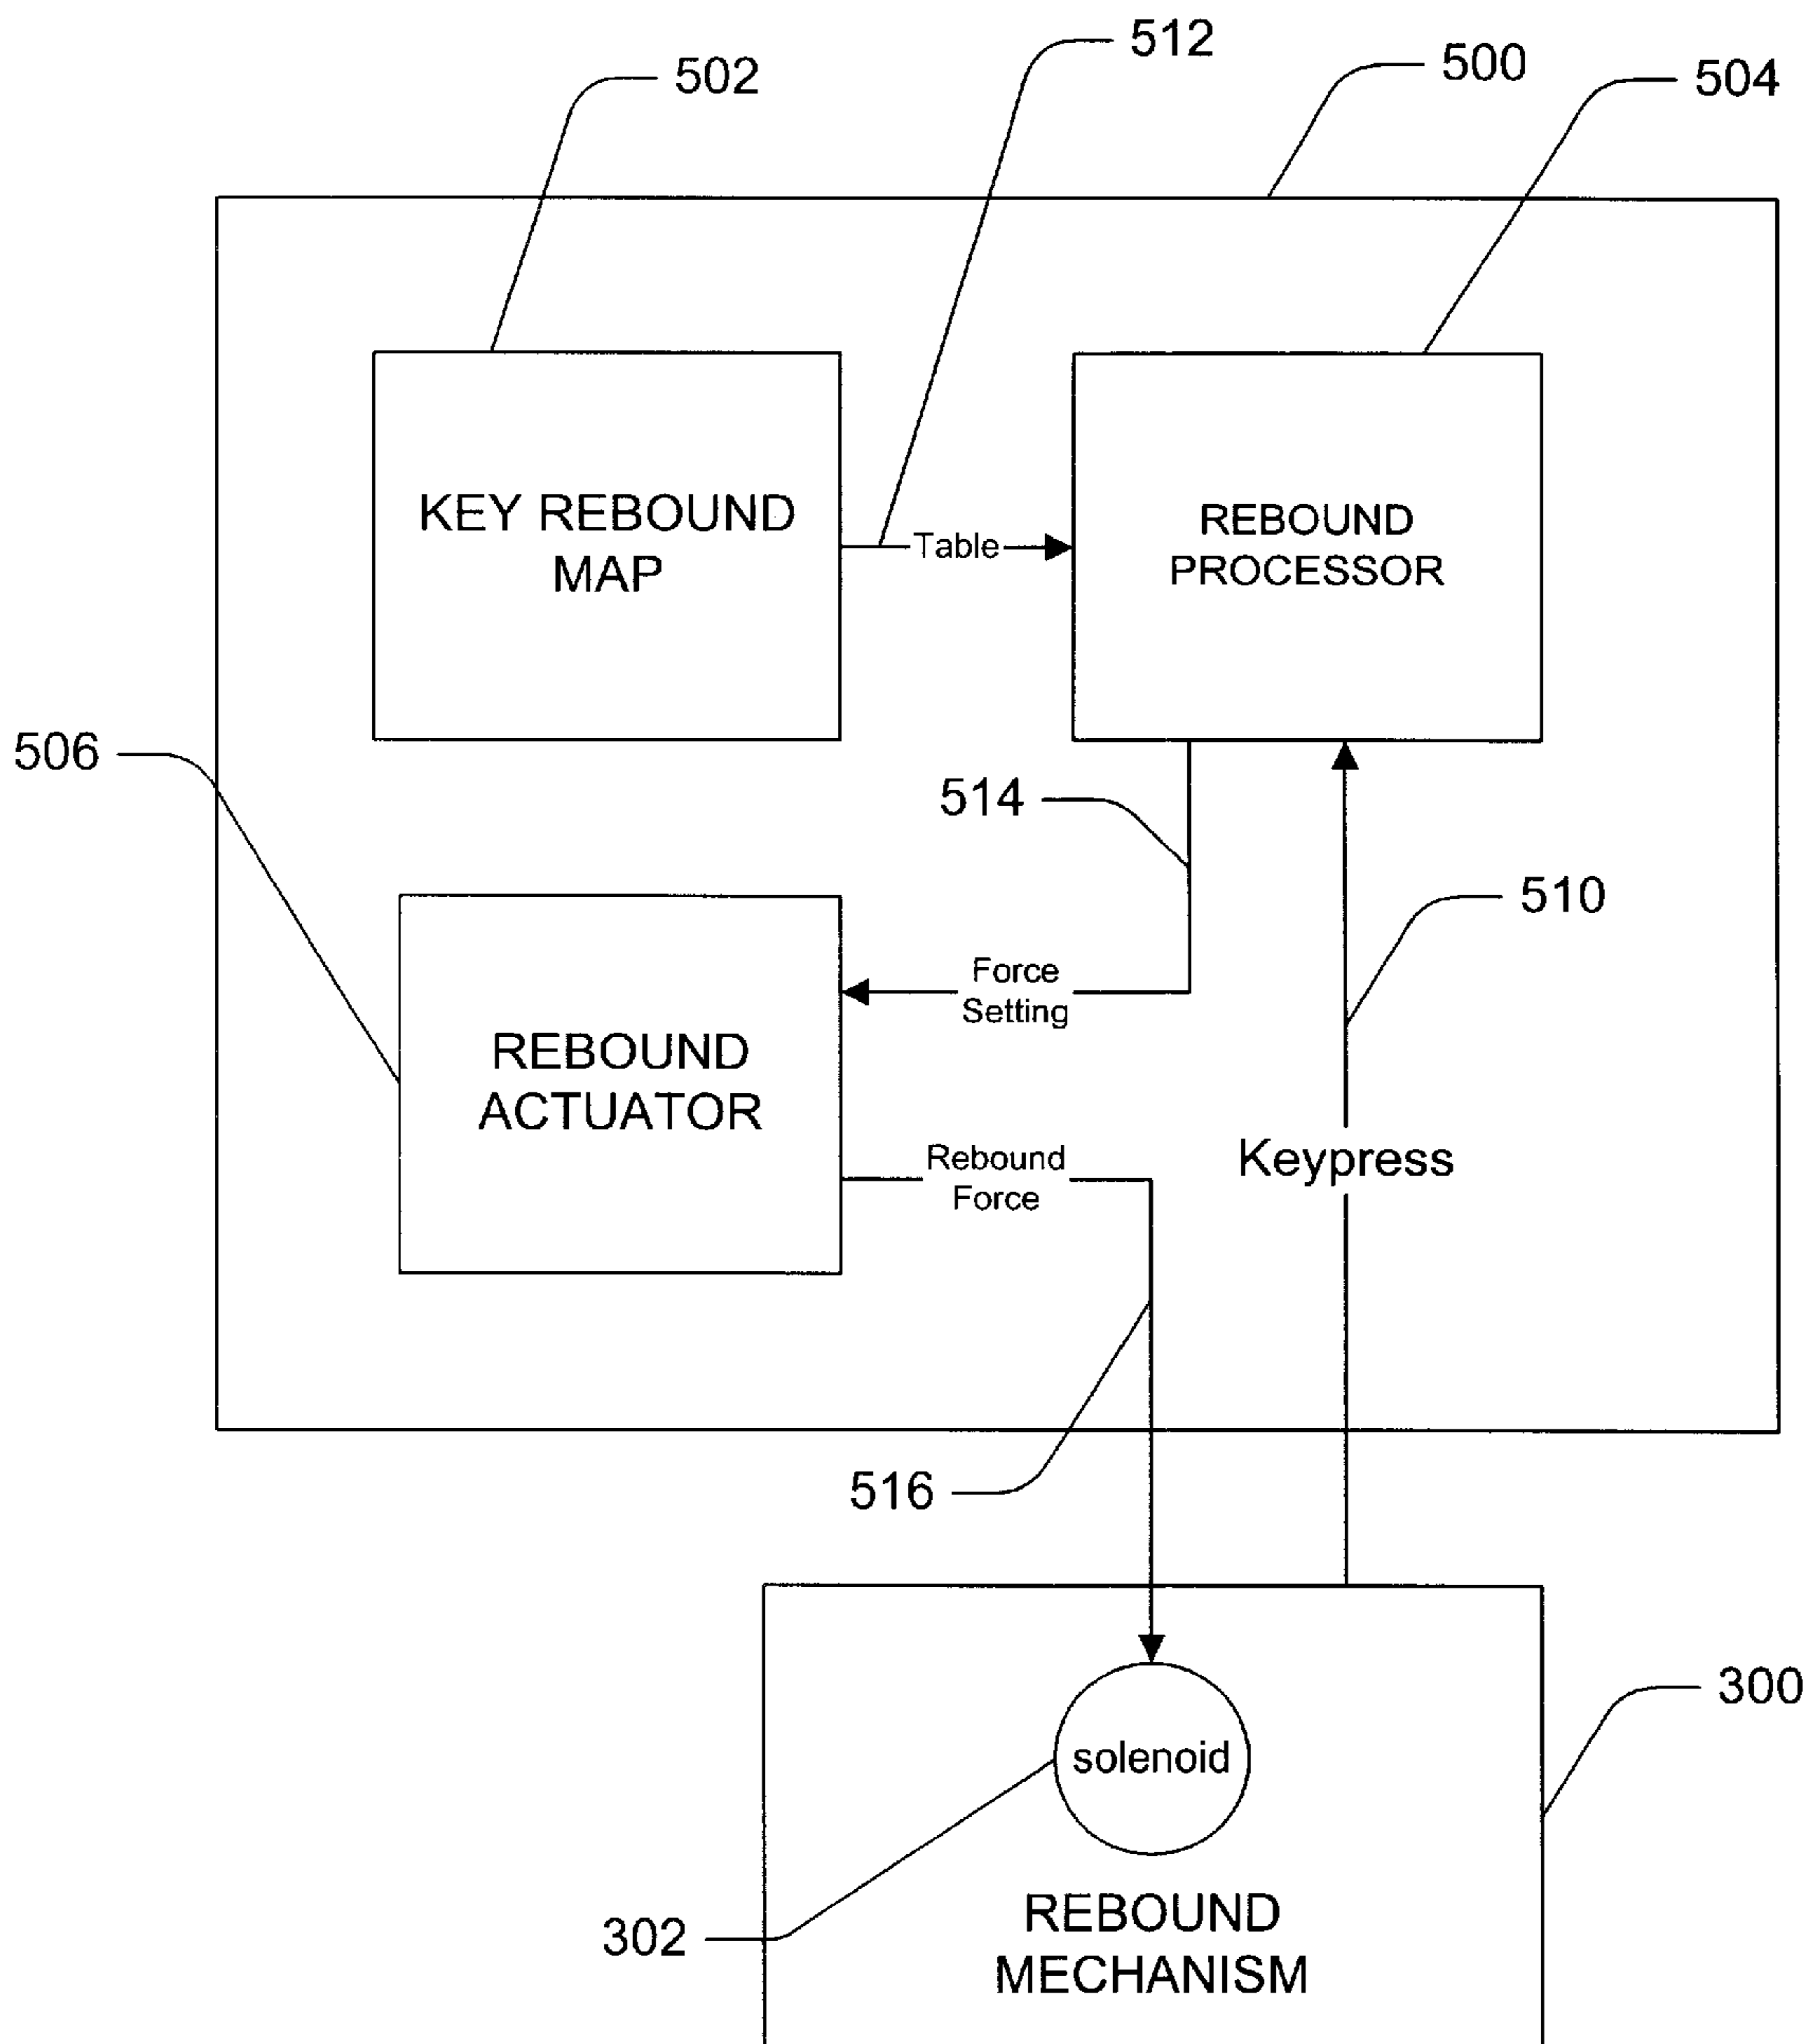 512
502
500
504
KEY REBOUND
MAP
Table
REBOUND
PROCESSOR
506
514
510
Force
Setting
REBOUND
ACTUATOR
Rebound
Force
Keypress
516
300
solenoid
302
REBOUND
MECHANISM